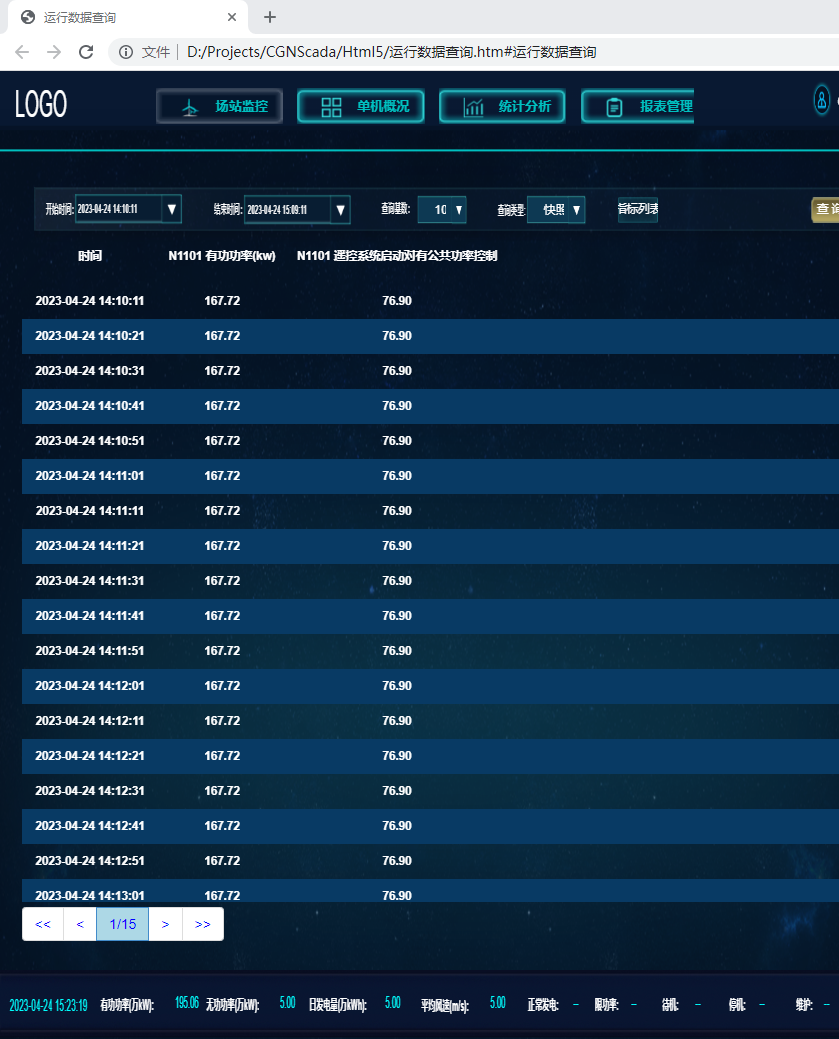 运行数据查询
文件 D:/Projects/CGNScada/Html5/运行数据查询.htm#运行数据查询
LOGO 场站监控 单机概况 统计分析 报表管理
开始时间: 2023-04-24 14:10:11 结束时间: 2023-04-24 15:09:11 10 快照 指标列表 查询
时间 N1101 有功功率(kw) N1101 遥控系统启动对有公共功率控制
2023-04-24 14:10:11 167.72 76.90
2023-04-24 14:10:21 167.72 76.90
2023-04-24 14:10:31 167.72 76.90
2023-04-24 14:10:41 167.72 76.90
2023-04-24 14:10:51 167.72 76.90
2023-04-24 14:11:01 167.72 76.90
2023-04-24 14:11:11 167.72 76.90
2023-04-24 14:11:21 167.72 76.90
2023-04-24 14:11:31 167.72 76.90
2023-04-24 14:11:41 167.72 76.90
2023-04-24 14:11:51 167.72 76.90
2023-04-24 14:12:01 167.72 76.90
2023-04-24 14:12:11 167.72 76.90
2023-04-24 14:12:21 167.72 76.90
2023-04-24 14:12:31 167.72 76.90
2023-04-24 14:12:41 167.72 76.90
2023-04-24 14:12:51 167.72 76.90
2023-04-24 14:13:01 167.72 76.90
<< < 1/15 > >>
2023-04-24 15:23:19 有功功率(万kW): 195.06 无功功率(万kW): 5.00 日发电量(万kWh): 5.00 平均风速(m/s): 5.00 正常发电: – 限功率: – 待机: – 停机: – 维护: –